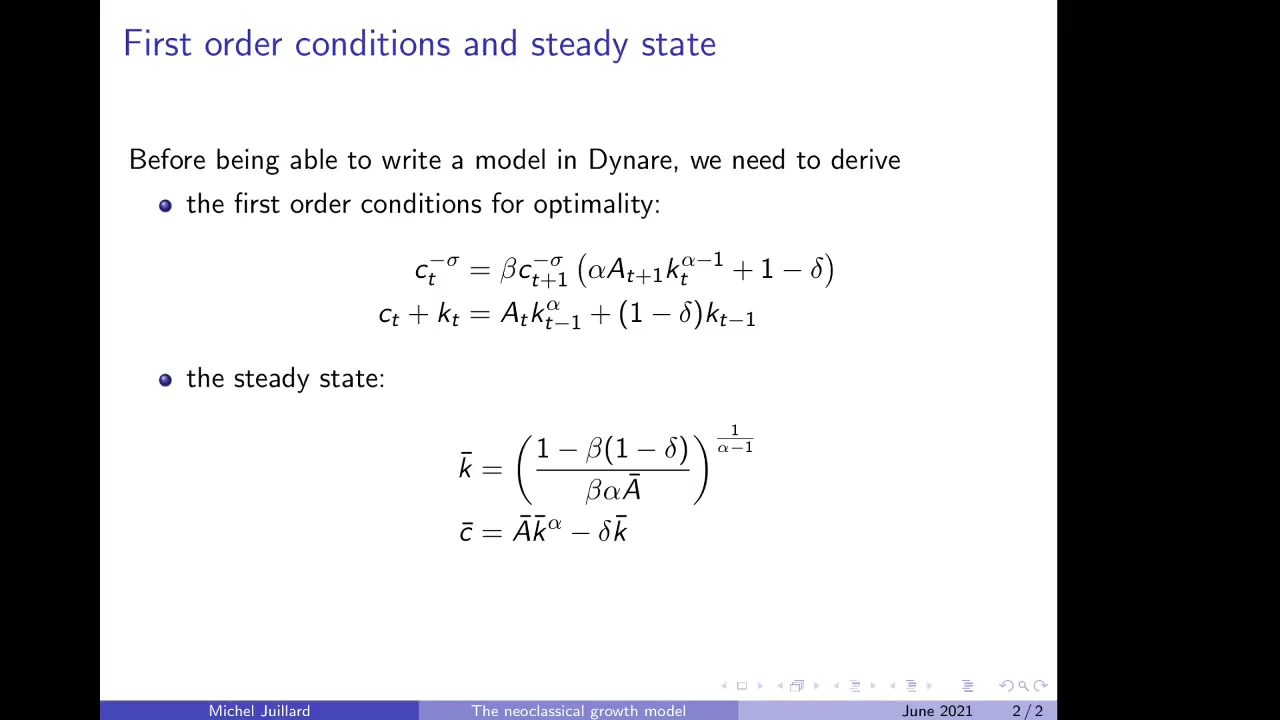 First order conditions and steady state
Before being able to write a model in Dynare, we need to derive
the first order conditions for optimality:
c_t^{−σ} = βc_{t+1}^{−σ} (αA_{t+1}k_t^{α−1} + 1 − δ)
c_t + k_t = A_t k_{t−1}^α + (1 − δ)k_{t−1}
the steady state:
k̄ = ((1 − β(1 − δ))/(βαĀ))^{1/(α−1)}
c̄ = Āk̄^α − δk̄
Michel Juillard The neoclassical growth model June 2021 2 / 2